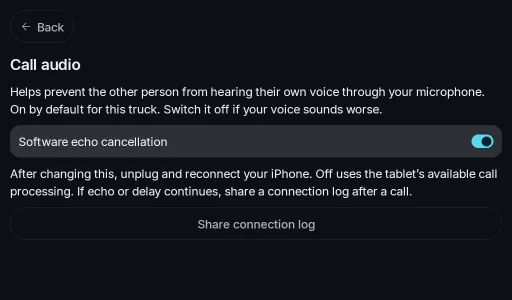 Back
Call audio
Helps prevent the other person from hearing their own voice through your microphone.
On by default for this truck. Switch it off if your voice sounds worse.
Software echo cancellation
After changing this, unplug and reconnect your iPhone. Off uses the tablet's available call
processing. If echo or delay continues, share a connection log after a call.
Share connection log